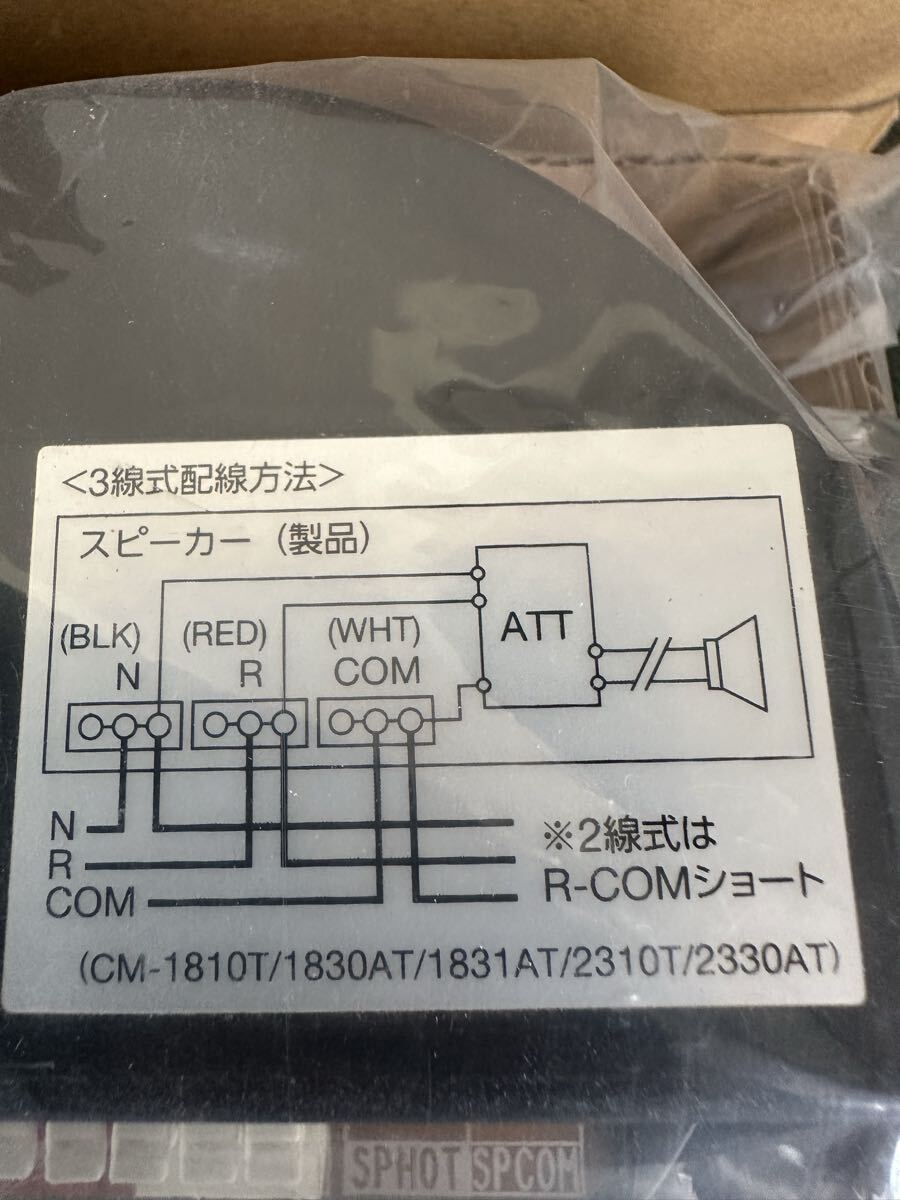 <3線式配線方法>
スピーカー（製品）
(BLK) (RED) (WHT)
N R COM
ATT
N
R
COM
※2線式は
R-COMショート
(CM-1810T/1830AT/1831AT/2310T/2330AT)
SPHOT SPCOM